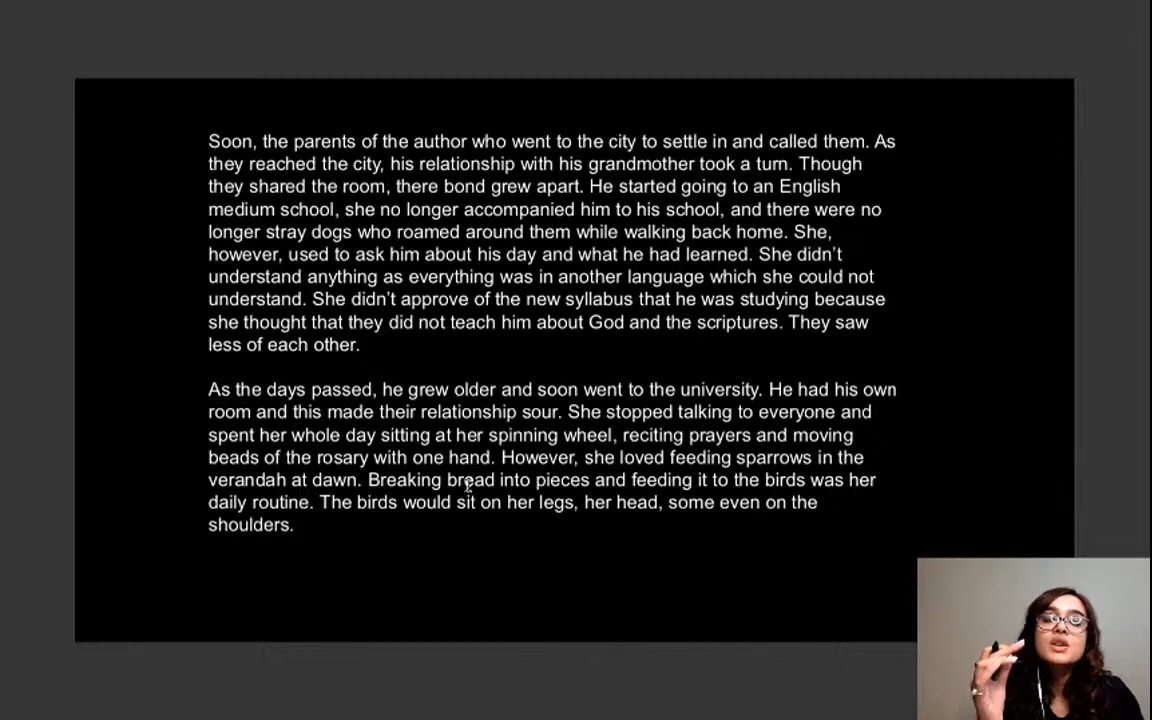 Soon, the parents of the author who went to the city to settle in and called them. As
they reached the city, his relationship with his grandmother took a turn. Though
they shared the room, there bond grew apart. He started going to an English
medium school, she no longer accompanied him to his school, and there were no
longer stray dogs who roamed around them while walking back home. She,
however, used to ask him about his day and what he had learned. She didn't
understand anything as everything was in another language which she could not
understand. She didn't approve of the new syllabus that he was studying because
she thought that they did not teach him about God and the scriptures. They saw
less of each other.
As the days passed, he grew older and soon went to the university. He had his own
room and this made their relationship sour. She stopped talking to everyone and
spent her whole day sitting at her spinning wheel, reciting prayers and moving
beads of the rosary with one hand. However, she loved feeding sparrows in the
verandah at dawn. Breaking bread into pieces and feeding it to the birds was her
daily routine. The birds would sit on her legs, her head, some even on the
shoulders.